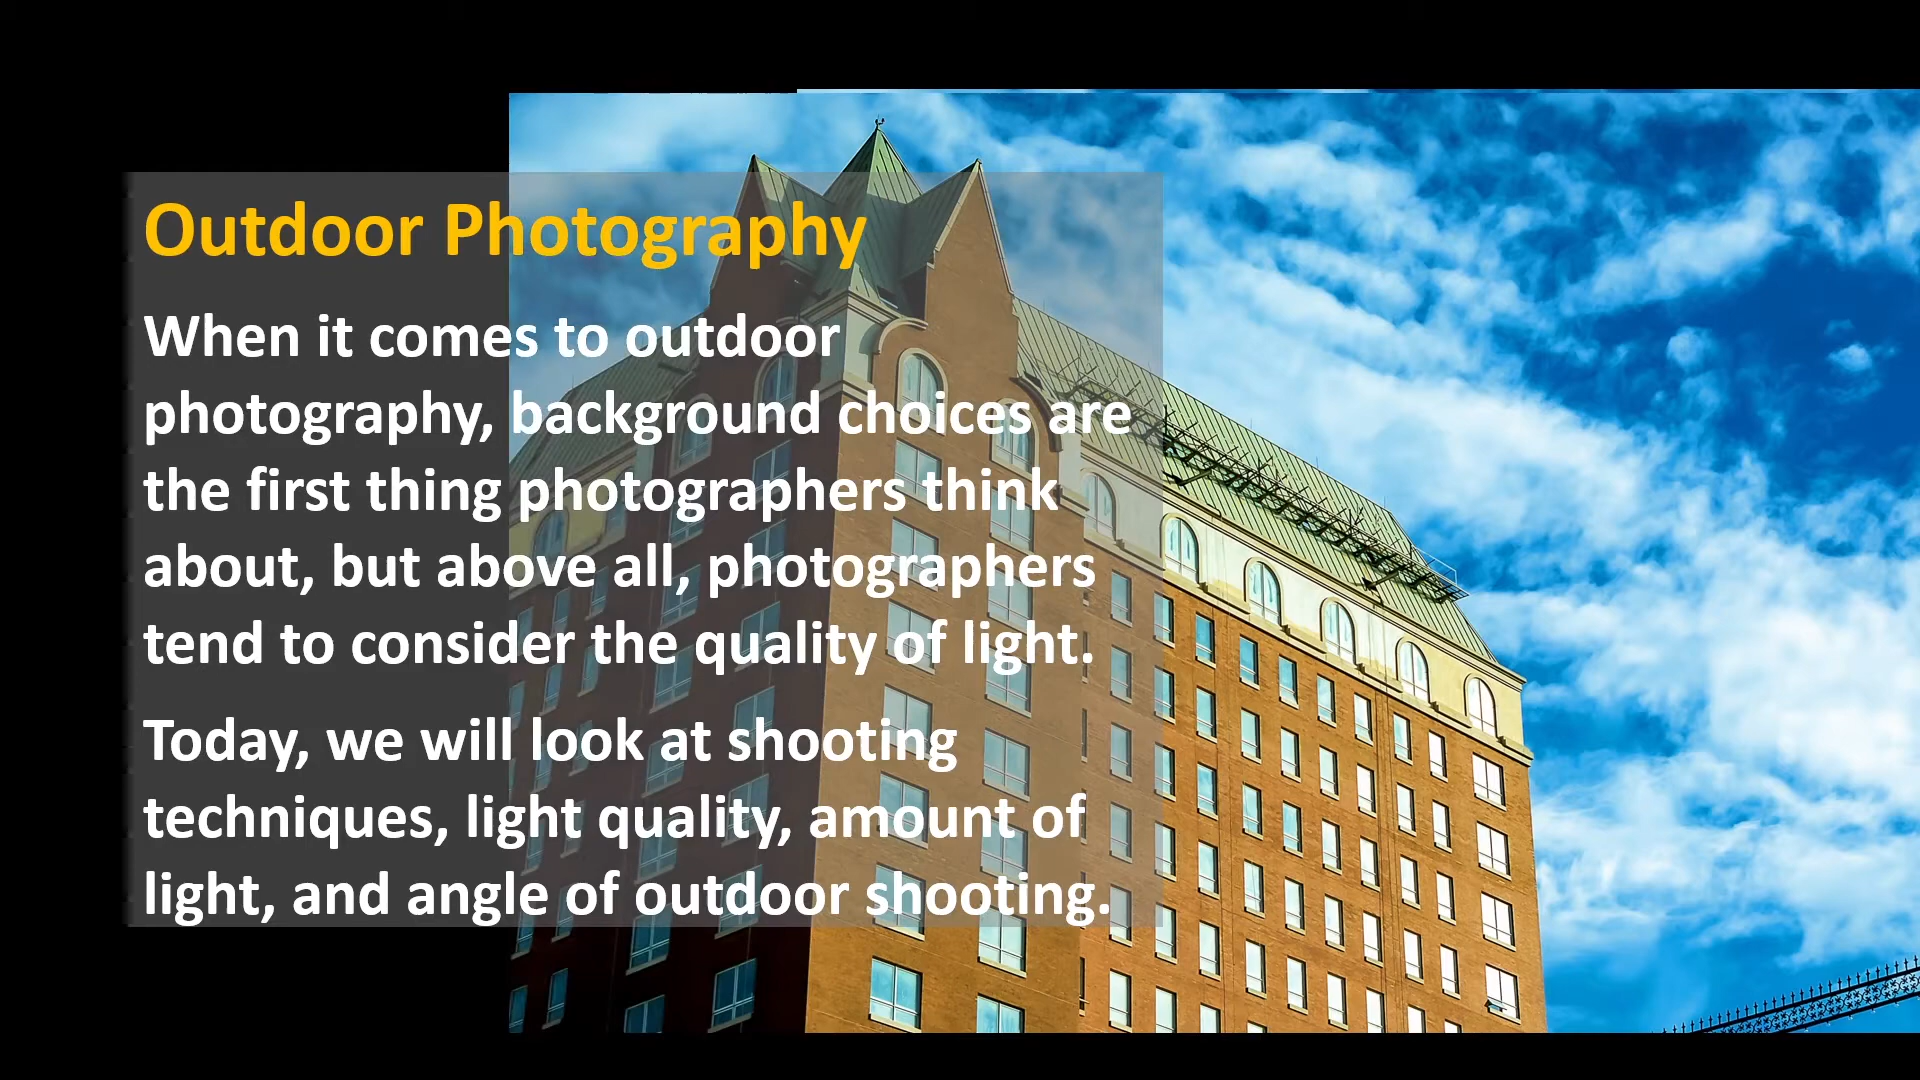 Outdoor Photography
When it comes to outdoor
photography, background choices are
the first thing photographers think
about, but above all, photographers
tend to consider the quality of light.
Today, we will look at shooting
techniques, light quality, amount of
light, and angle of outdoor shooting.